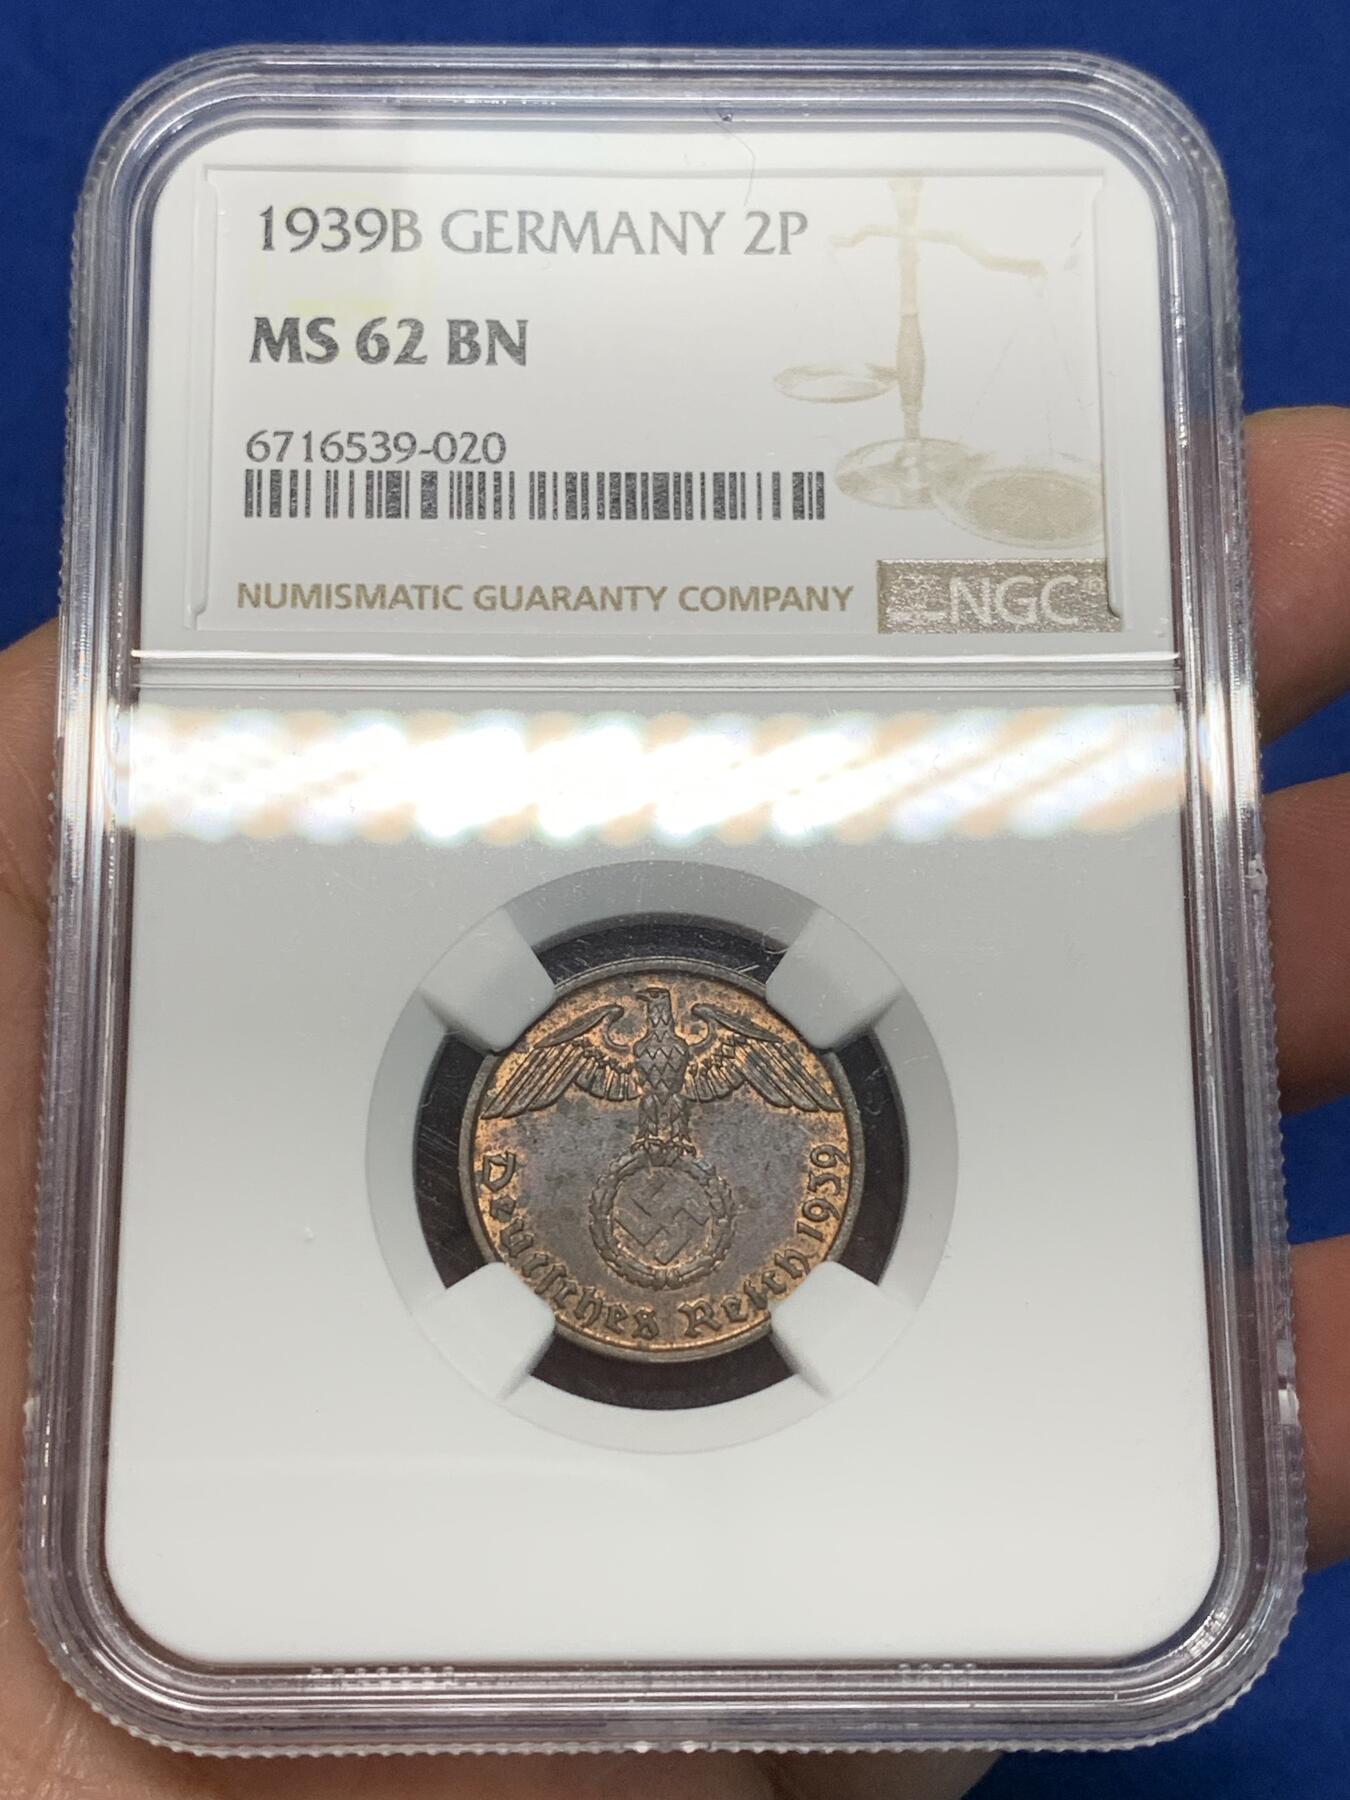 1939B GERMANY 2P
MS 62 BN
6716539-020
NUMISMATIC GUARANTY COMPANY
NGC®
Deutsches Reich 1939